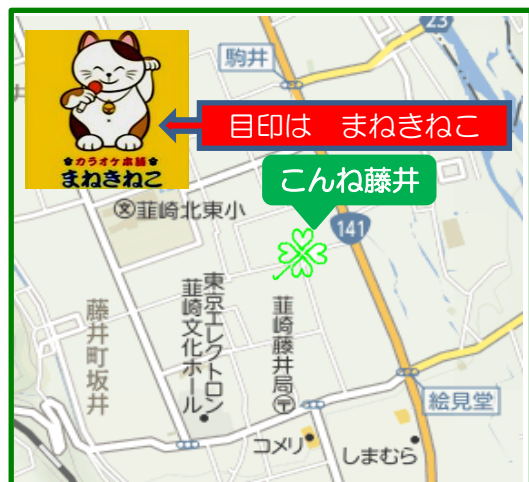 23
駒井
目印は　まねきねこ
カラオケ本舗
まねきねこ
こんね藤井
韮崎北東小
141
東京エレクトロン
韮崎文化ホール
韮崎藤井局
藤井町坂井
絵見堂
コメリ
しまむら